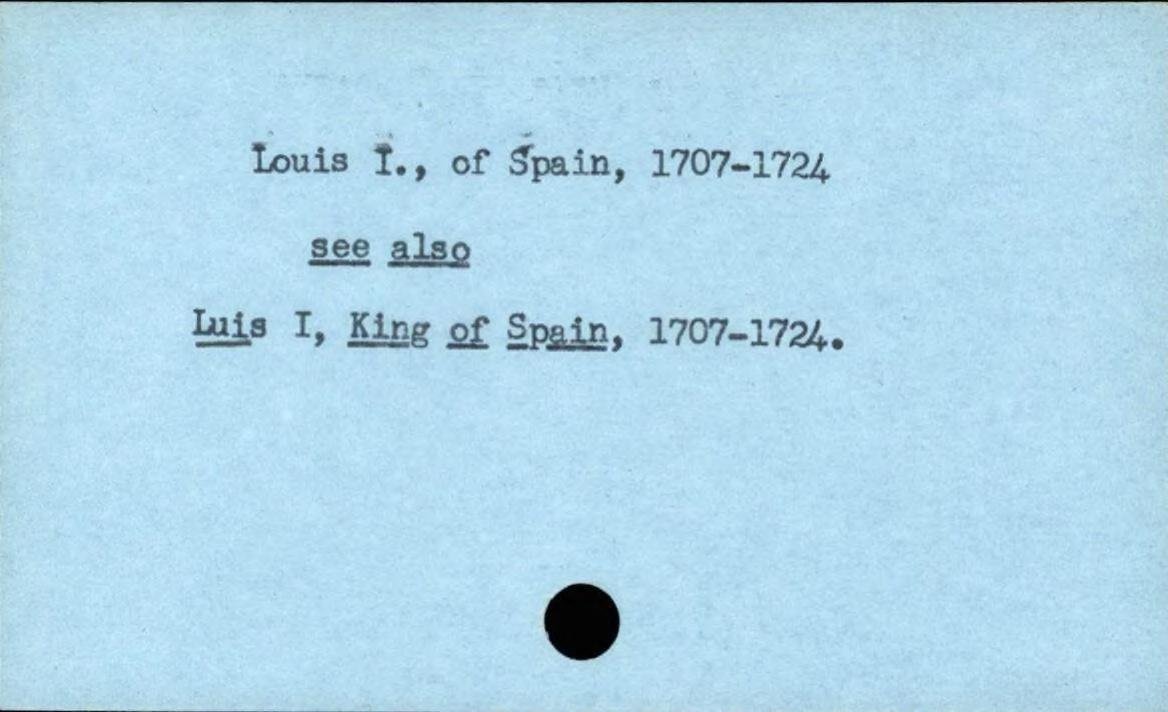 Louis I., of Spain, 1707-1724
see also
Luis I, King of Spain, 1707-1724.